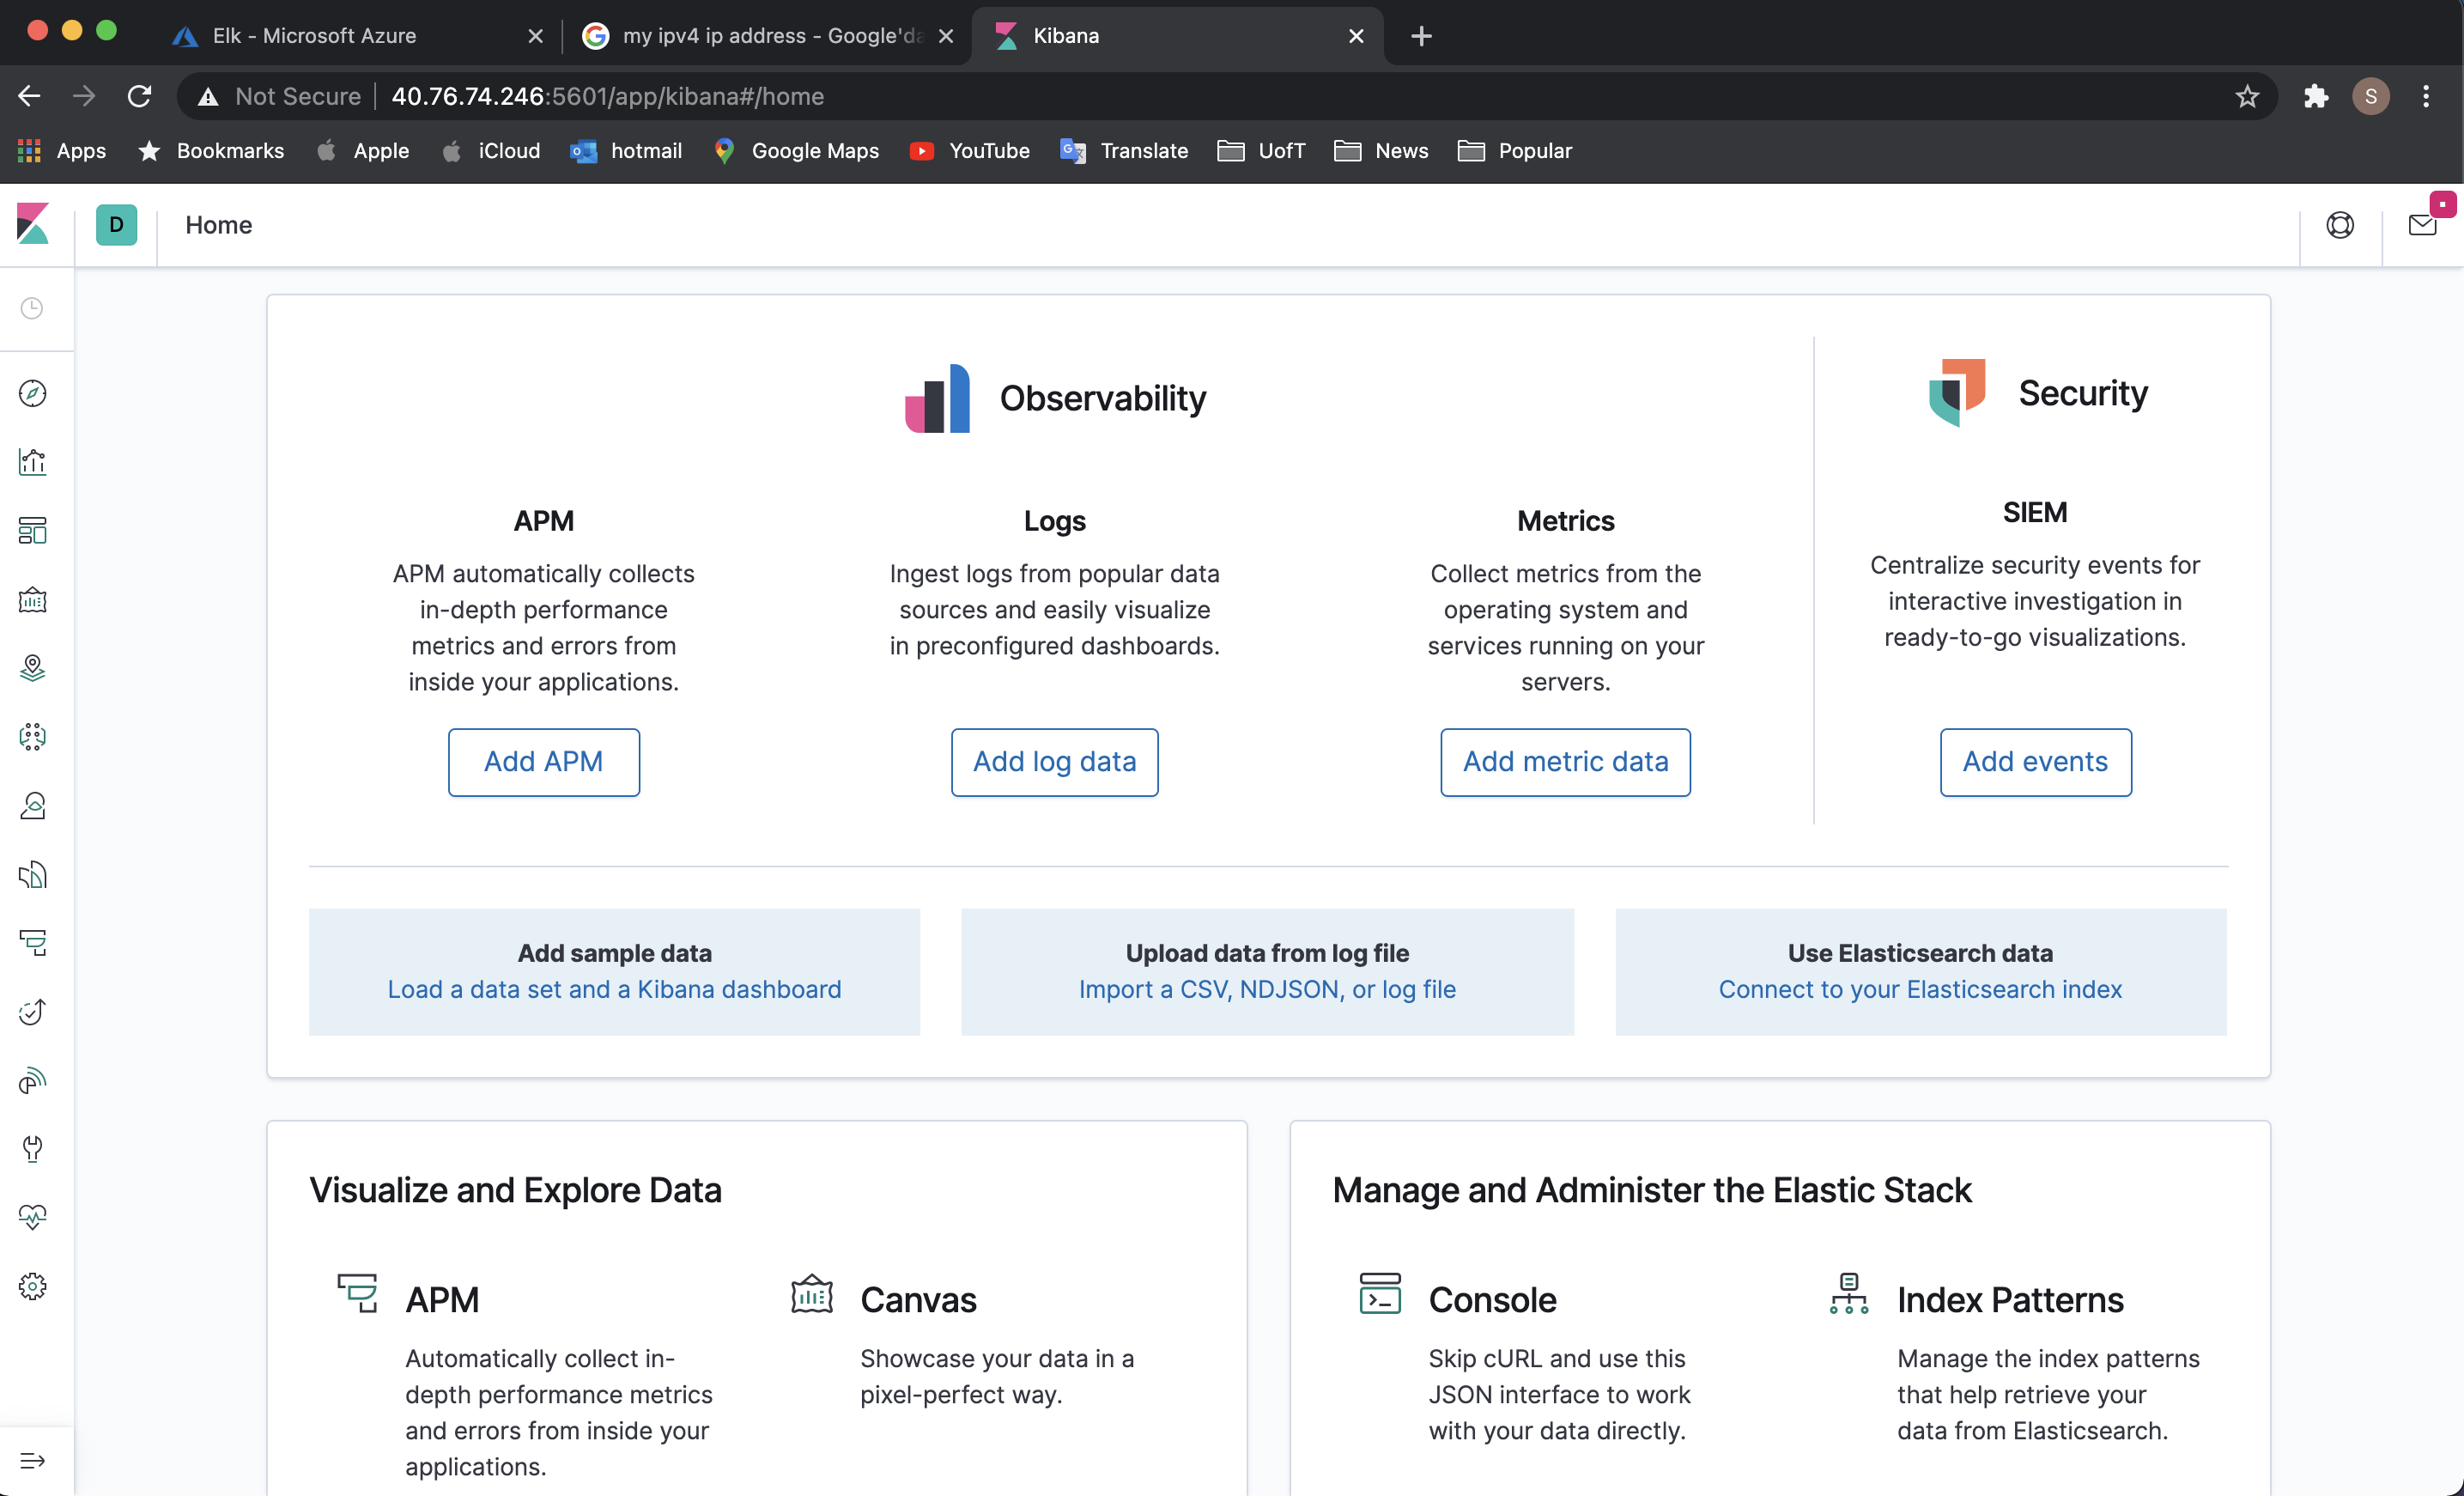 Elk - Microsoft Azure
my ipv4 ip address - Google'da
Kibana
Not Secure
40.76.74.246:5601/app/kibana#/home
S
Apps
Bookmarks
Apple
iCloud
hotmail
Google Maps
YouTube
Translate
UofT
News
Popular
D
Home
Observability
Security
APM
APM automatically collects
in-depth performance
metrics and errors from
inside your applications.
Add APM
Logs
Ingest logs from popular data
sources and easily visualize
in preconfigured dashboards.
Add log data
Metrics
Collect metrics from the
operating system and
services running on your
servers.
Add metric data
SIEM
Centralize security events for
interactive investigation in
ready-to-go visualizations.
Add events
Add sample data
Load a data set and a Kibana dashboard
Upload data from log file
Import a CSV, NDJSON, or log file
Use Elasticsearch data
Connect to your Elasticsearch index
Visualize and Explore Data
APM
Automatically collect in-
depth performance metrics
and errors from inside your
applications.
Canvas
Showcase your data in a
pixel-perfect way.
Manage and Administer the Elastic Stack
Console
Skip cURL and use this
JSON interface to work
with your data directly.
Index Patterns
Manage the index patterns
that help retrieve your
data from Elasticsearch.